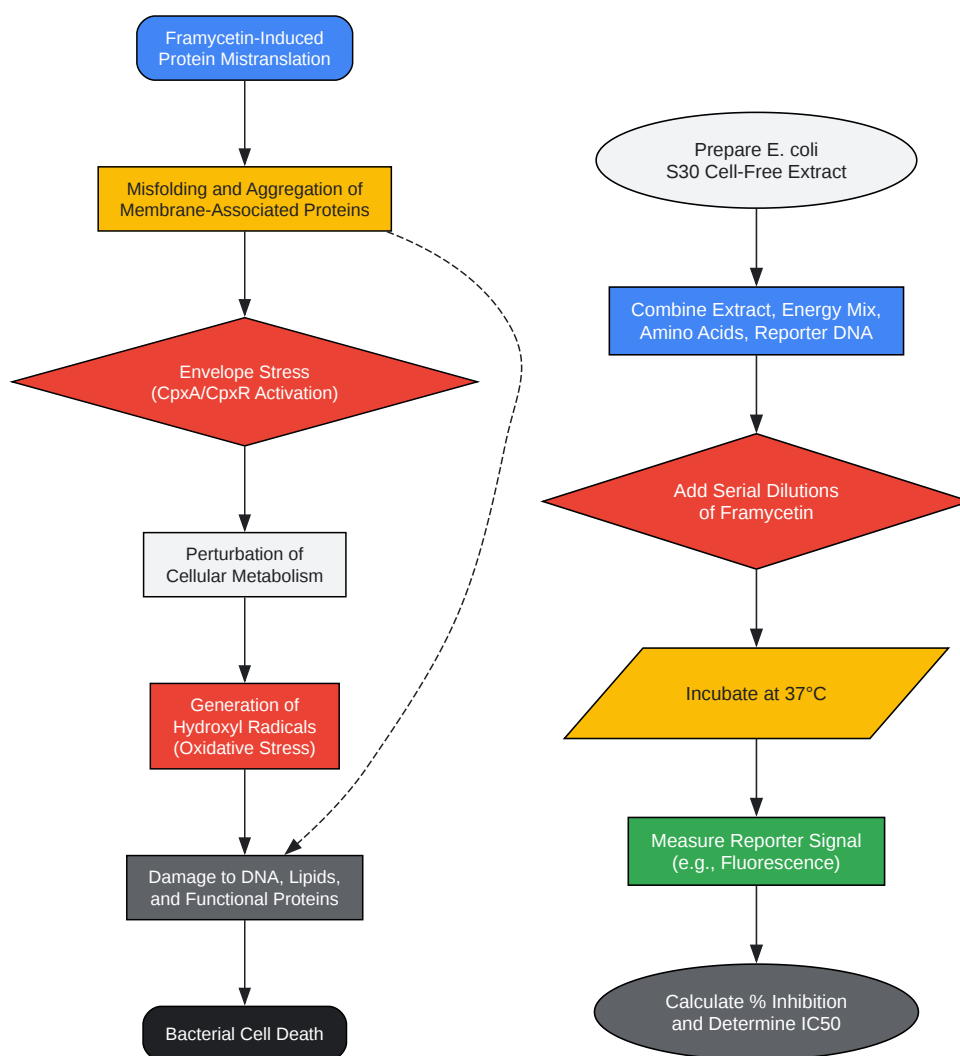 Framycetin-Induced
Protein Mistranslation
Misfolding and Aggregation of
Membrane-Associated Proteins
Envelope Stress
(CpxA/CpxR Activation)
Perturbation of
Cellular Metabolism
Generation of
Hydroxyl Radicals
(Oxidative Stress)
Damage to DNA, Lipids,
and Functional Proteins
Bacterial Cell Death
Prepare E. coli
S30 Cell-Free Extract
Combine Extract, Energy Mix,
Amino Acids, Reporter DNA
Add Serial Dilutions
of Framycetin
Incubate at 37°C
Measure Reporter Signal
(e.g., Fluorescence)
Calculate % Inhibition
and Determine IC50